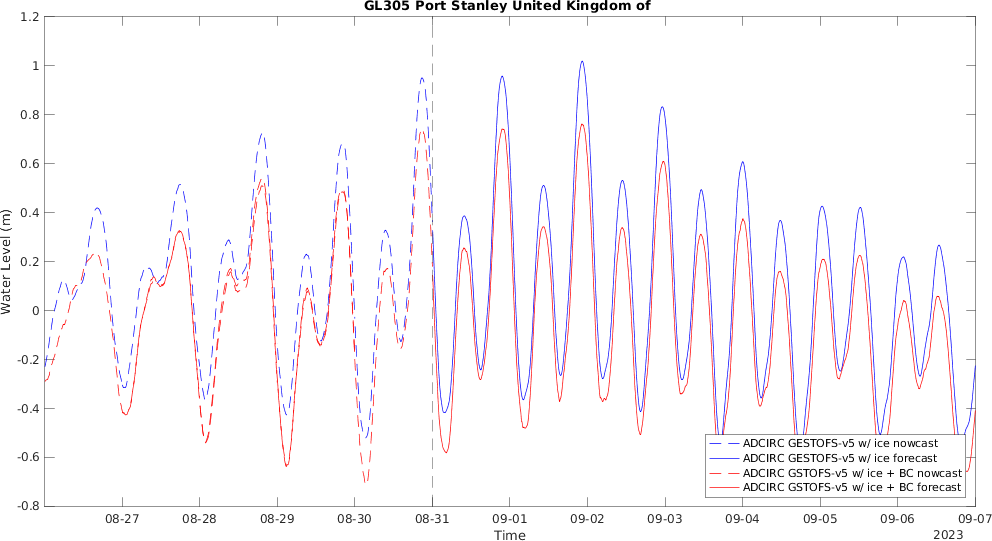 GL305 Port Stanley United Kingdom of
1.2
1
0.8
0.6
0.4
0.2
0
-0.2
-0.4
-0.6
-0.8
Water Level (m)
ADCIRC GESTOFS-v5 w/ ice nowcast
ADCIRC GESTOFS-v5 w/ ice forecast
ADCIRC GSTOFS-v5 w/ ice + BC nowcast
ADCIRC GSTOFS-v5 w/ ice + BC forecast
08-27 08-28 08-29 08-30 08-31 09-01 09-02 09-03 09-04 09-05 09-06 09-07
Time
2023